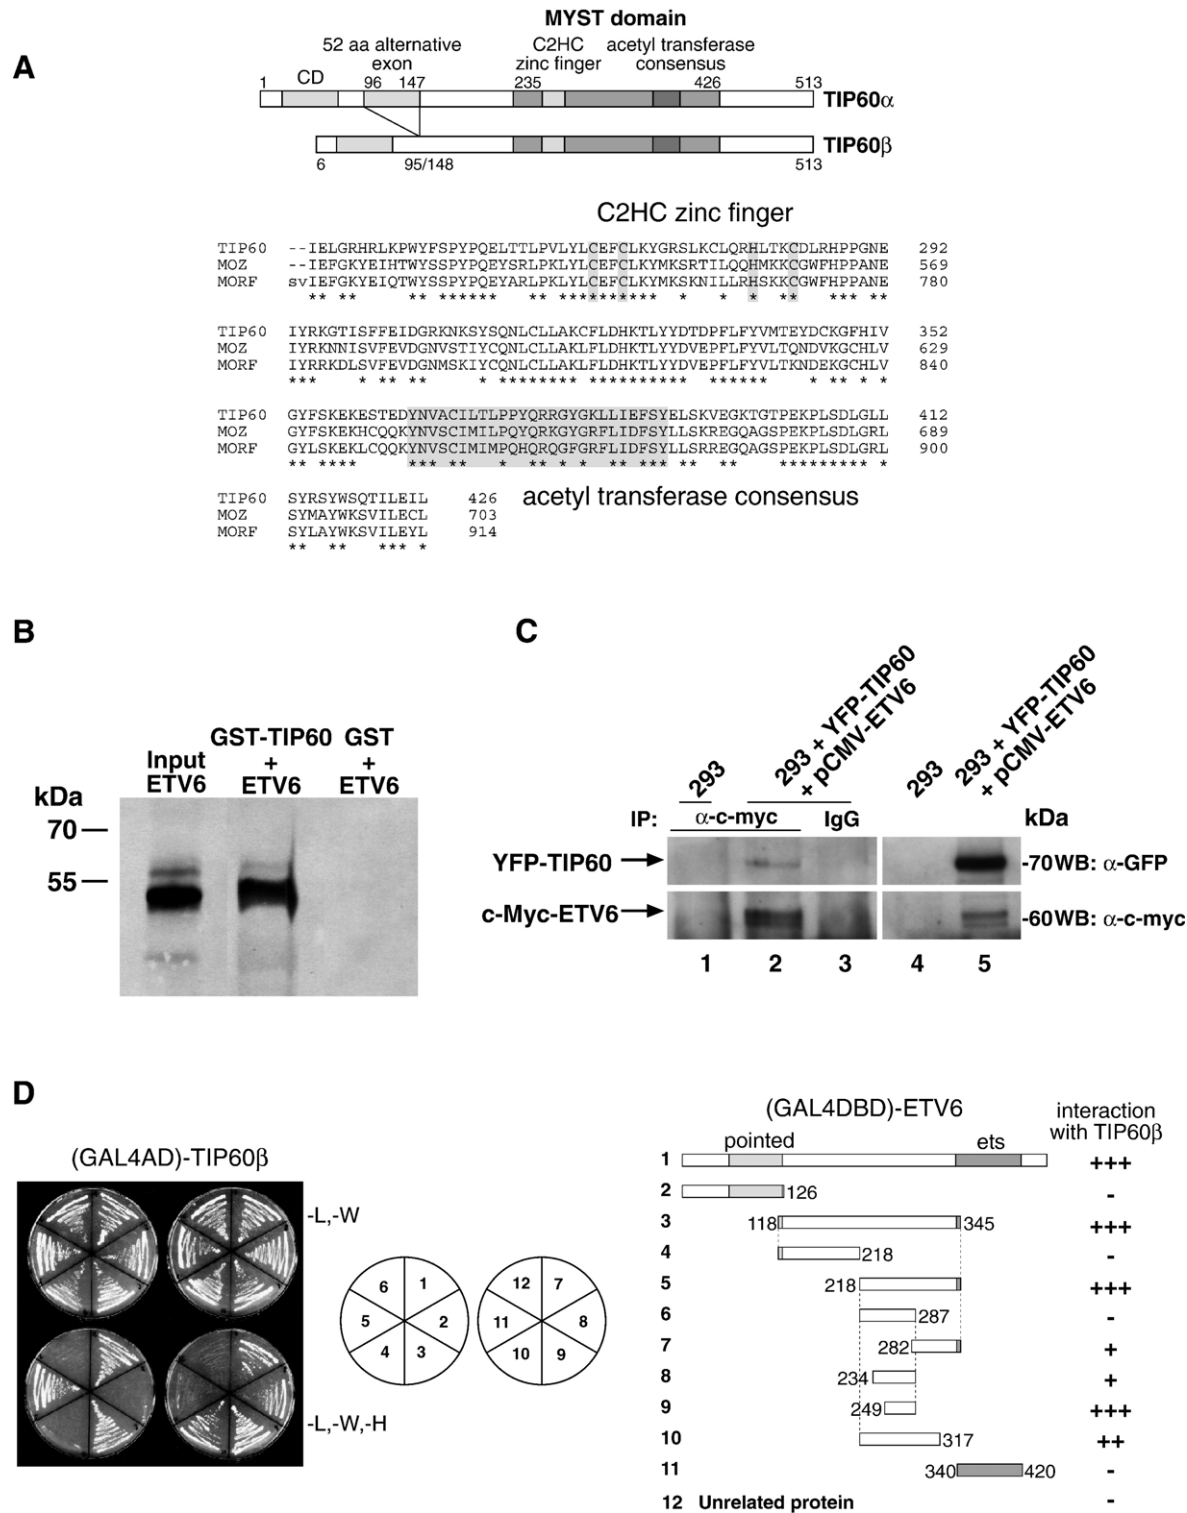 A
MYST domain
52 aa alternative exon
C2HC zinc finger
acetyl transferase consensus
1 CD 96 147 235 426 513
TIP60α
TIP60β
6 95/148 513
C2HC zinc finger
TIP60 --IELGRHRLKPWYFSPYPQELTTLPVLYLCEFCLKYGRSLKCLQRHLTKCDLRHPPGNE 292
MOZ --IEFGKYEIHTWYSSPYPQEYSRLPKLYLCEFCLKYMKSRTILQQHMKKCGWFHPPANE 569
MORF svIEFGKYEIQTWYSSPYPQEYARLPKLYLCEFCLKYMKSKNILLRHSKKCGWFHPPANE 780
TIP60 IYRKGTISFFEIDGRKNKSYSQNLCLLAKCFLDHKTLYYDTDPFLFYVMTEYDCKGFHIV 352
MOZ IYRKNNISVFEVDGNVSTIYCQNLCLLAKLFLDHKTLYYDVEPFLFYVLTQNDVKGCHLV 629
MORF IYRRKDLSVFEVDGNMSKIYCQNLCLLAKLFLDHKTLYYDVEPFLFYVLTKNDEKGCHLV 840
TIP60 GYFSKEKESTEDYNVACILTLPPYQRRGYGKLLIEFSYELSKVEGKTGTPEKPLSDLGLL 412
MOZ GYFSKEKHCQQKYNVSCIMILPQYQRKGYGRFLIDFSYLLSKREGQAGSPEKPLSDLGRL 689
MORF GYLSKEKLCQQKYNVSCIMIMPQHQRQGFGRFLIDFSYLLSRREGQAGSPEKPLSDLGRL 900
TIP60 SYRSYWSQTILEIL 426
MOZ SYMAYWKSVILECL 703
MORF SYLAYWKSVILEYL 914
acetyl transferase consensus
B
Input ETV6
GST-TIP60 + ETV6
GST + ETV6
kDa
70
55
C
293
293 + YFP-TIP60 + pCMV-ETV6
293
293 + YFP-TIP60 + pCMV-ETV6
IP: α-c-myc IgG
kDa
YFP-TIP60
-70 WB: α-GFP
c-Myc-ETV6
-60 WB: α-c-myc
1 2 3 4 5
D
(GAL4AD)-TIP60β
-L,-W
-L,-W,-H
6 1
5 2
4 3
12 7
11 8
10 9
(GAL4DBD)-ETV6
interaction with TIP60β
pointed ets
1 +++
2 126 -
3 118 345 +++
4 218 -
5 218 +++
6 287 -
7 282 +
8 234 +
9 249 +++
10 317 ++
11 340 420 -
12 Unrelated protein -